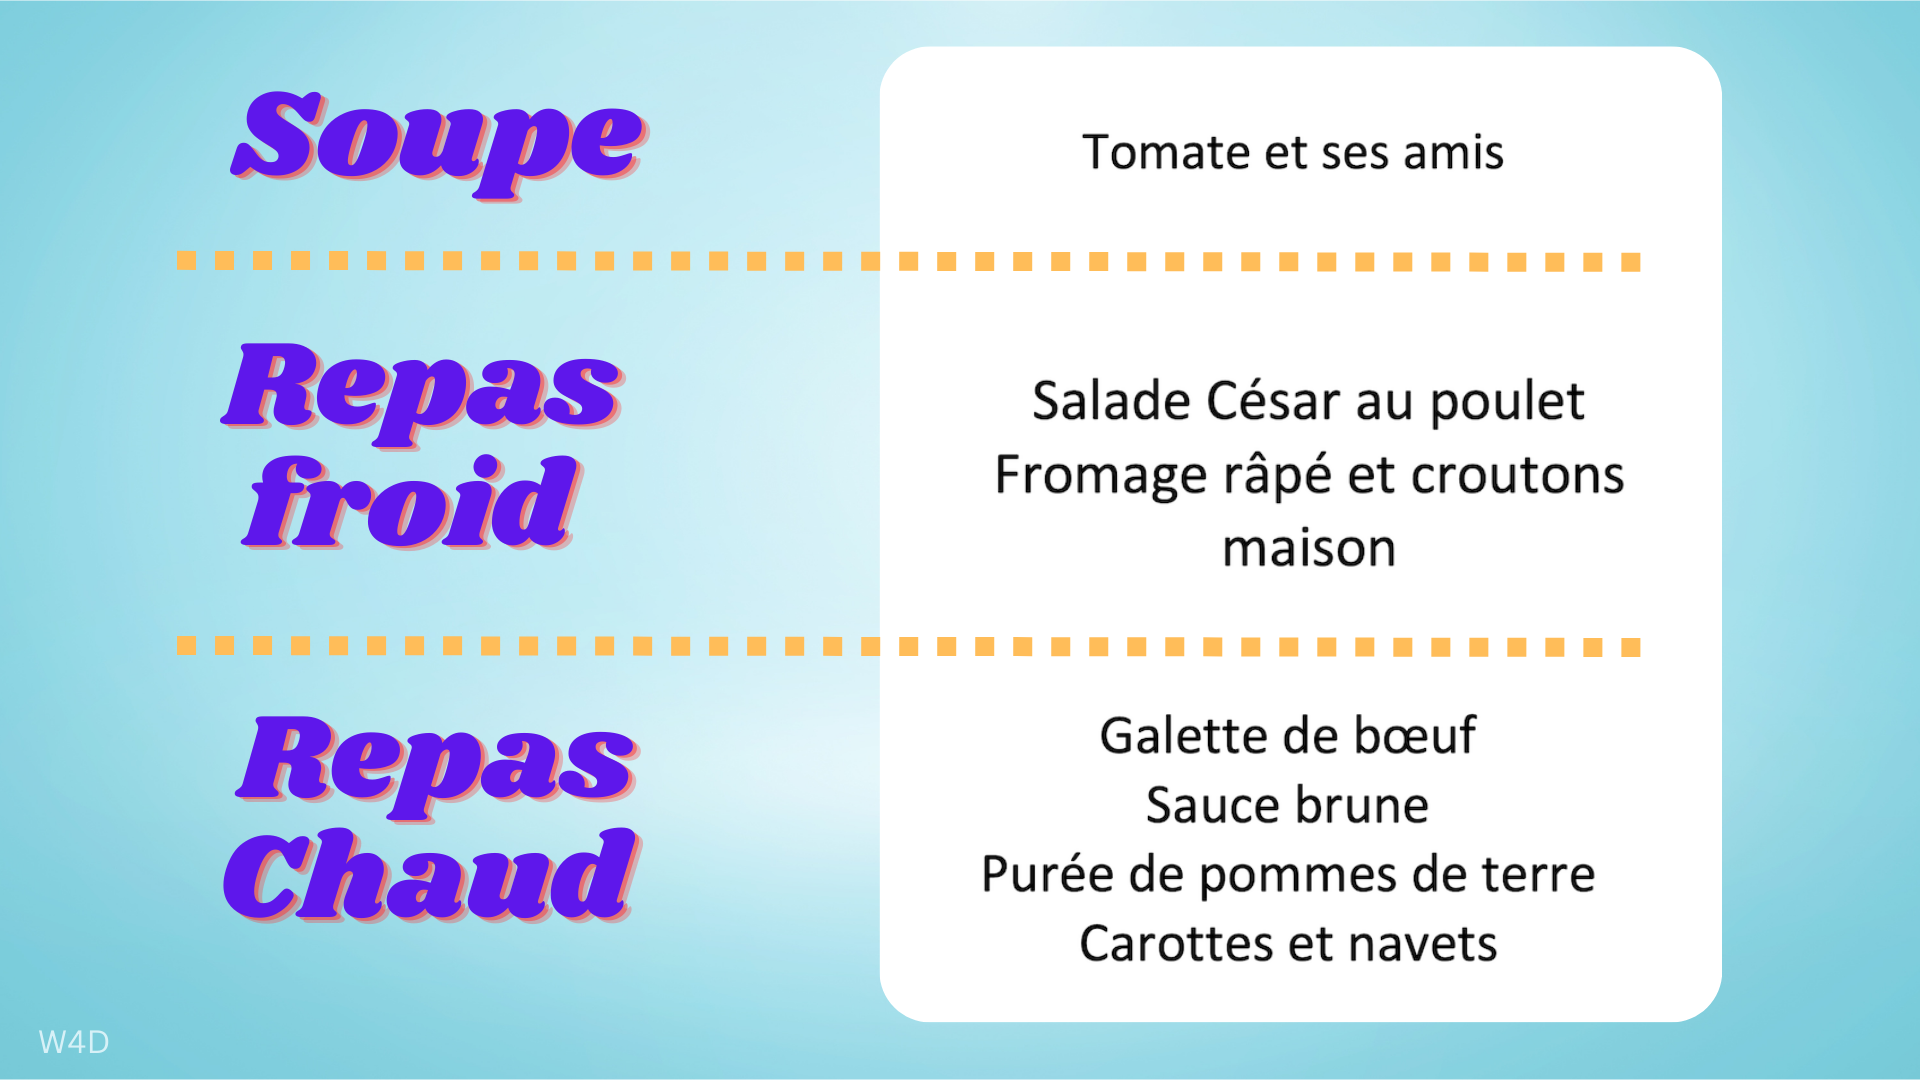 Soupe
Tomate et ses amis
Repas
froid
Salade César au poulet
Fromage râpé et croutons
maison
Repas
Chaud
Galette de bœuf
Sauce brune
Purée de pommes de terre
Carottes et navets
W4D